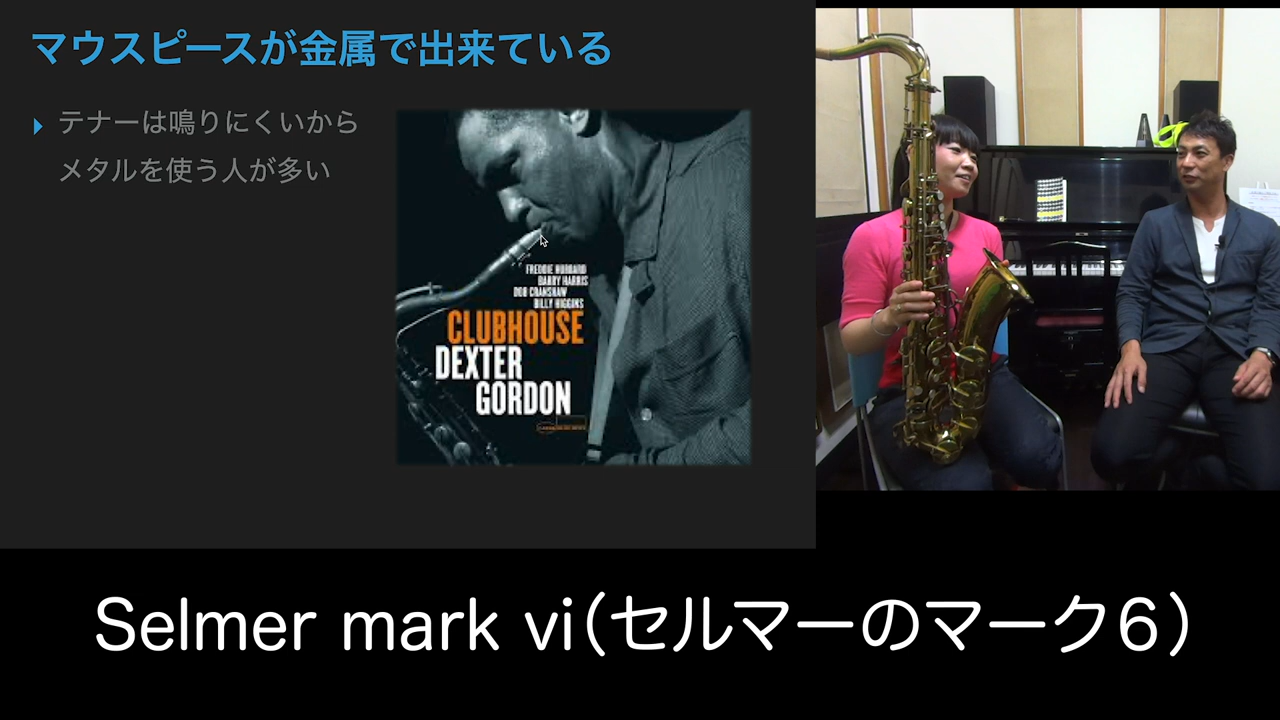 マウスピースが金属で出来ている
テナーは鳴りにくいから
メタルを使う人が多い
FREDDIE HUBBARD
BARRY HARRIS
BOB CRANSHAW
BILLY HIGGINS
CLUBHOUSE
DEXTER
GORDON
Selmer mark vi(セルマーのマーク6)